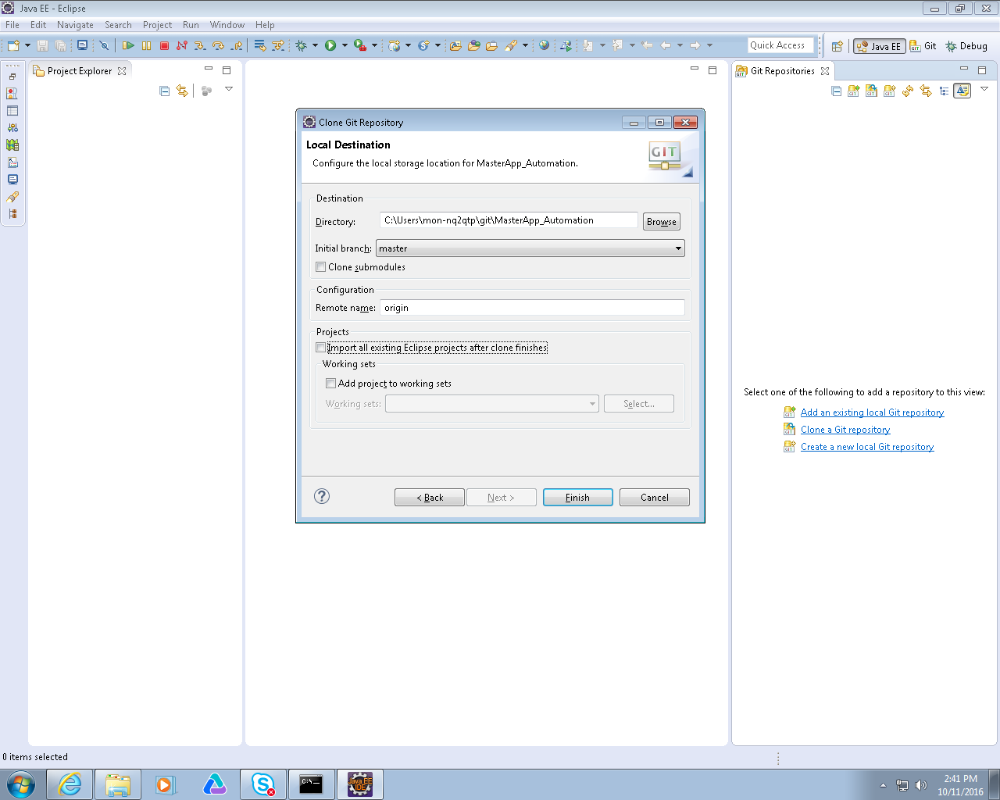 Java EE - Eclipse
File Edit Navigate Search Project Run Window Help
Quick Access
Java EE
Git
Debug
Project Explorer
Git Repositories
Clone Git Repository
Local Destination
Configure the local storage location for MasterApp_Automation.
GIT
Destination
Directory: C:\Users\mon-nq2qtp\git\MasterApp_Automation Browse
Initial branch: master
Clone submodules
Configuration
Remote name: origin
Projects
Import all existing Eclipse projects after clone finishes
Working sets
Add project to working sets
Working sets: Select...
< Back Next > Finish Cancel
Select one of the following to add a repository to this view:
Add an existing local Git repository
Clone a Git repository
Create a new local Git repository
0 items selected
Java EE
IDE
2:41 PM
10/11/2016